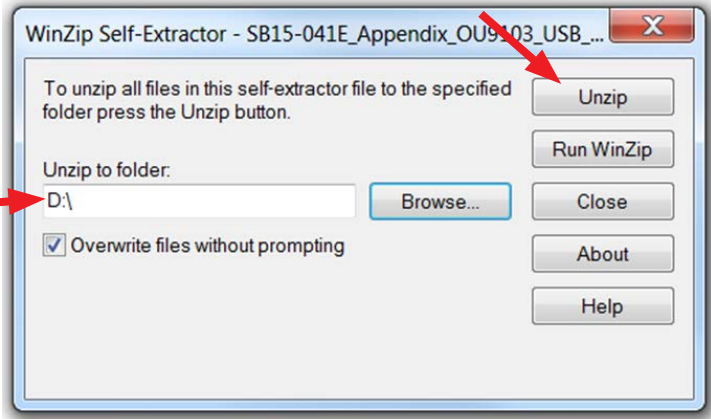 WinZip Self-Extractor - SB15-041E_Appendix_OU9103_USB_...
To unzip all files in this self-extractor file to the specified
folder press the Unzip button.
Unzip to folder:
D:\
Browse...
Overwrite files without prompting
Unzip
Run WinZip
Close
About
Help